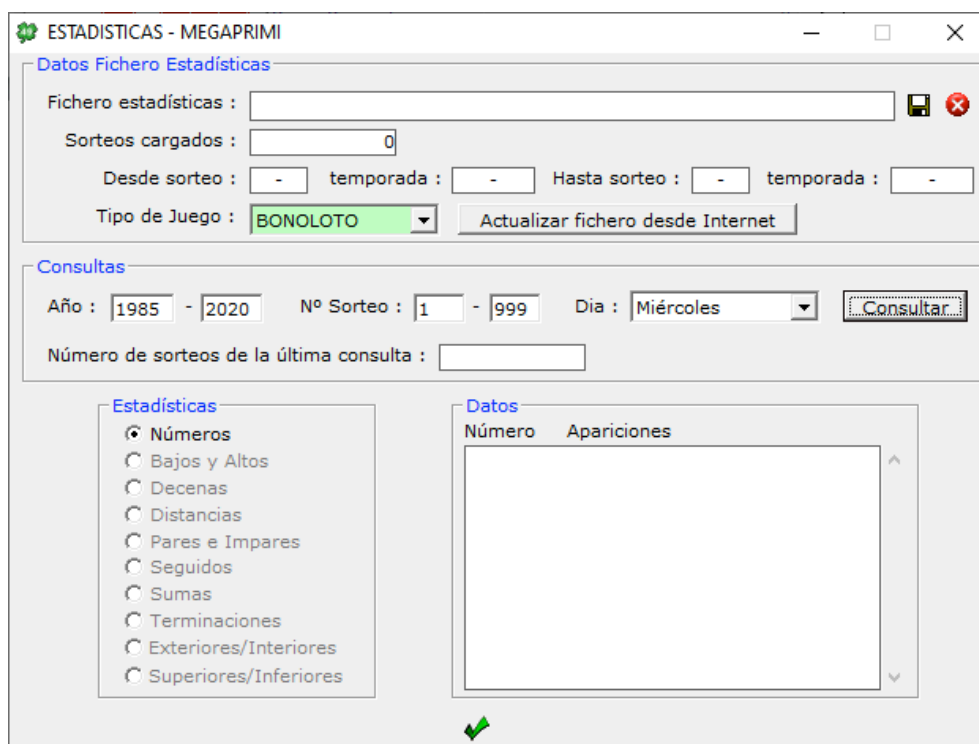 ESTADISTICAS - MEGAPRIMI
Datos Fichero Estadísticas
Fichero estadísticas :
Sorteos cargados : 0
Desde sorteo : - temporada : - Hasta sorteo : - temporada : -
Tipo de Juego : BONOLOTO Actualizar fichero desde Internet
Consultas
Año : 1985 - 2020 Nº Sorteo : 1 - 999 Dia : Miércoles Consultar
Número de sorteos de la última consulta :
Estadísticas
Números
Bajos y Altos
Decenas
Distancias
Pares e Impares
Seguidos
Sumas
Terminaciones
Exteriores/Interiores
Superiores/Inferiores
Datos
Número Apariciones